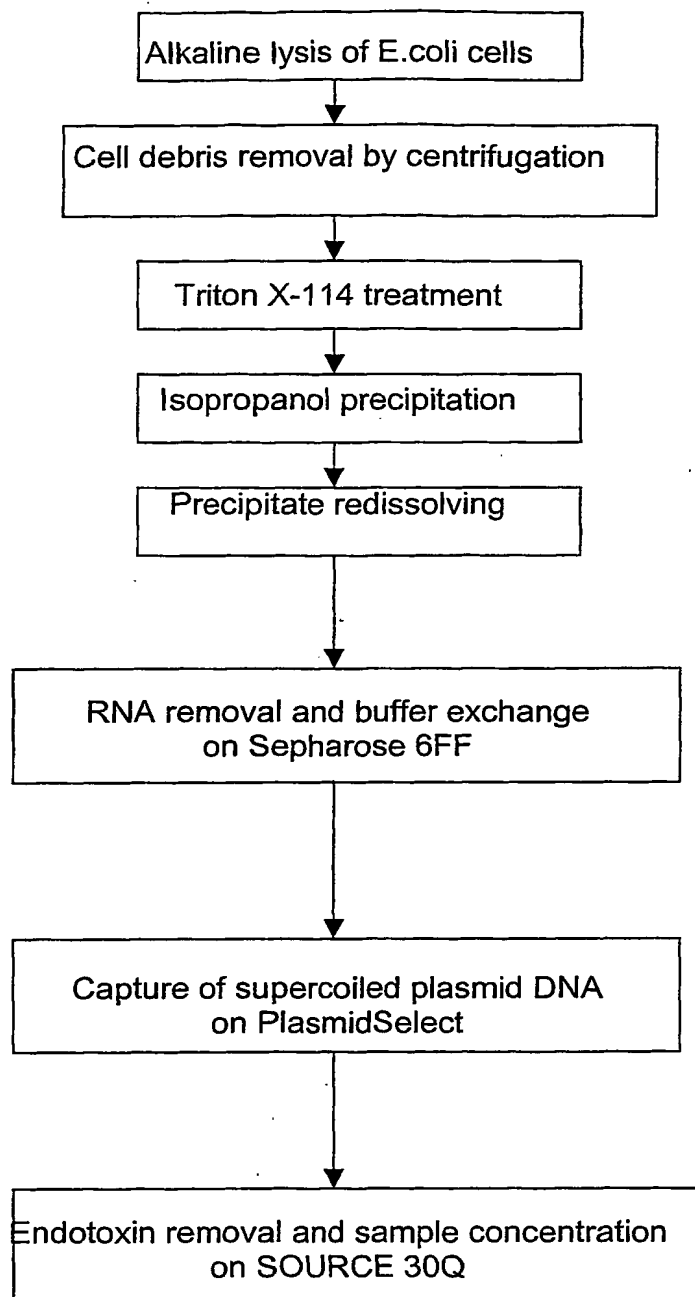 Alkaline lysis of E.coli cells
Cell debris removal by centrifugation
Triton X-114 treatment
Isopropanol precipitation
Precipitate redissolving
RNA removal and buffer exchange
on Sepharose 6FF
Capture of supercoiled plasmid DNA
on PlasmidSelect
Endotoxin removal and sample concentration
on SOURCE 30Q